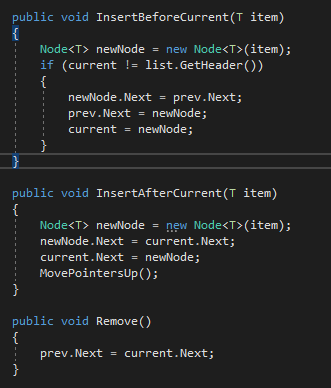 public void InsertBeforeCurrent(T item)
{
Node<T> newNode = new Node<T>(item);
if (current != list.GetHeader())
{
newNode.Next = prev.Next;
prev.Next = newNode;
current = newNode;
}
}
public void InsertAfterCurrent(T item)
{
Node<T> newNode = new Node<T>(item);
newNode.Next = current.Next;
current.Next = newNode;
MovePointersUp();
}
public void Remove()
{
prev.Next = current.Next;
}